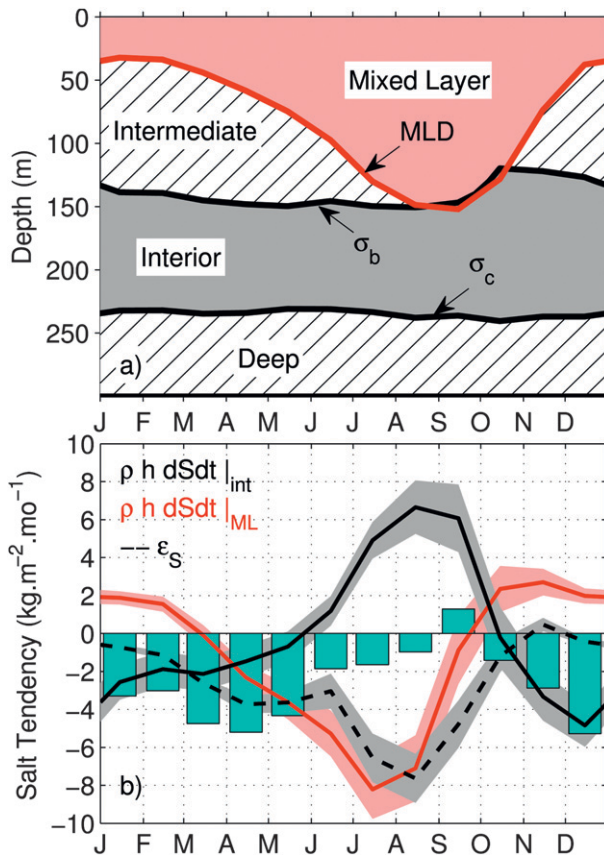 0
50
100
150
200
250
Depth (m)
Mixed Layer
Intermediate
MLD
Interior
σb
σc
Deep
a)
J F M A M J J A S O N D
10
8
6
4
2
0
−2
−4
−6
−8
−10
Salt Tendency (kg.m⁻².mo⁻¹)
ρ h dSdt |int
ρ h dSdt |ML
−− εS
b)
J F M A M J J A S O N D